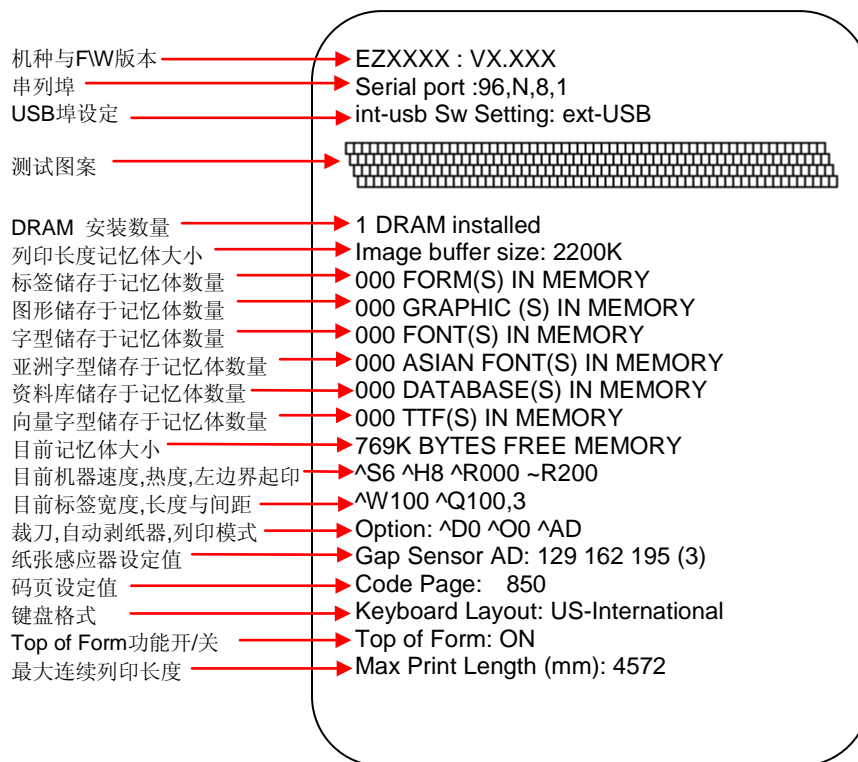 机种与F\W版本 EZXXXX : VX.XXX
串列埠 Serial port :96,N,8,1
USB埠设定 int-usb Sw Setting: ext-USB
测试图案
DRAM 安装数量 1 DRAM installed
列印长度记忆体大小 Image buffer size: 2200K
标签储存于记忆体数量 000 FORM(S) IN MEMORY
图形储存于记忆体数量 000 GRAPHIC (S) IN MEMORY
字型储存于记忆体数量 000 FONT(S) IN MEMORY
亚洲字型储存于记忆体数量 000 ASIAN FONT(S) IN MEMORY
资料库储存于记忆体数量 000 DATABASE(S) IN MEMORY
向量字型储存于记忆体数量 000 TTF(S) IN MEMORY
目前记忆体大小 769K BYTES FREE MEMORY
目前机器速度,热度,左边界起印 ^S6 ^H8 ^R000 ~R200
目前标签宽度,长度与间距 ^W100 ^Q100,3
裁刀,自动剥纸器,列印模式 Option: ^D0 ^O0 ^AD
纸张感应器设定值 Gap Sensor AD: 129 162 195 (3)
码页设定值 Code Page: 850
键盘格式 Keyboard Layout: US-International
Top of Form功能开/关 Top of Form: ON
最大连续列印长度 Max Print Length (mm): 4572